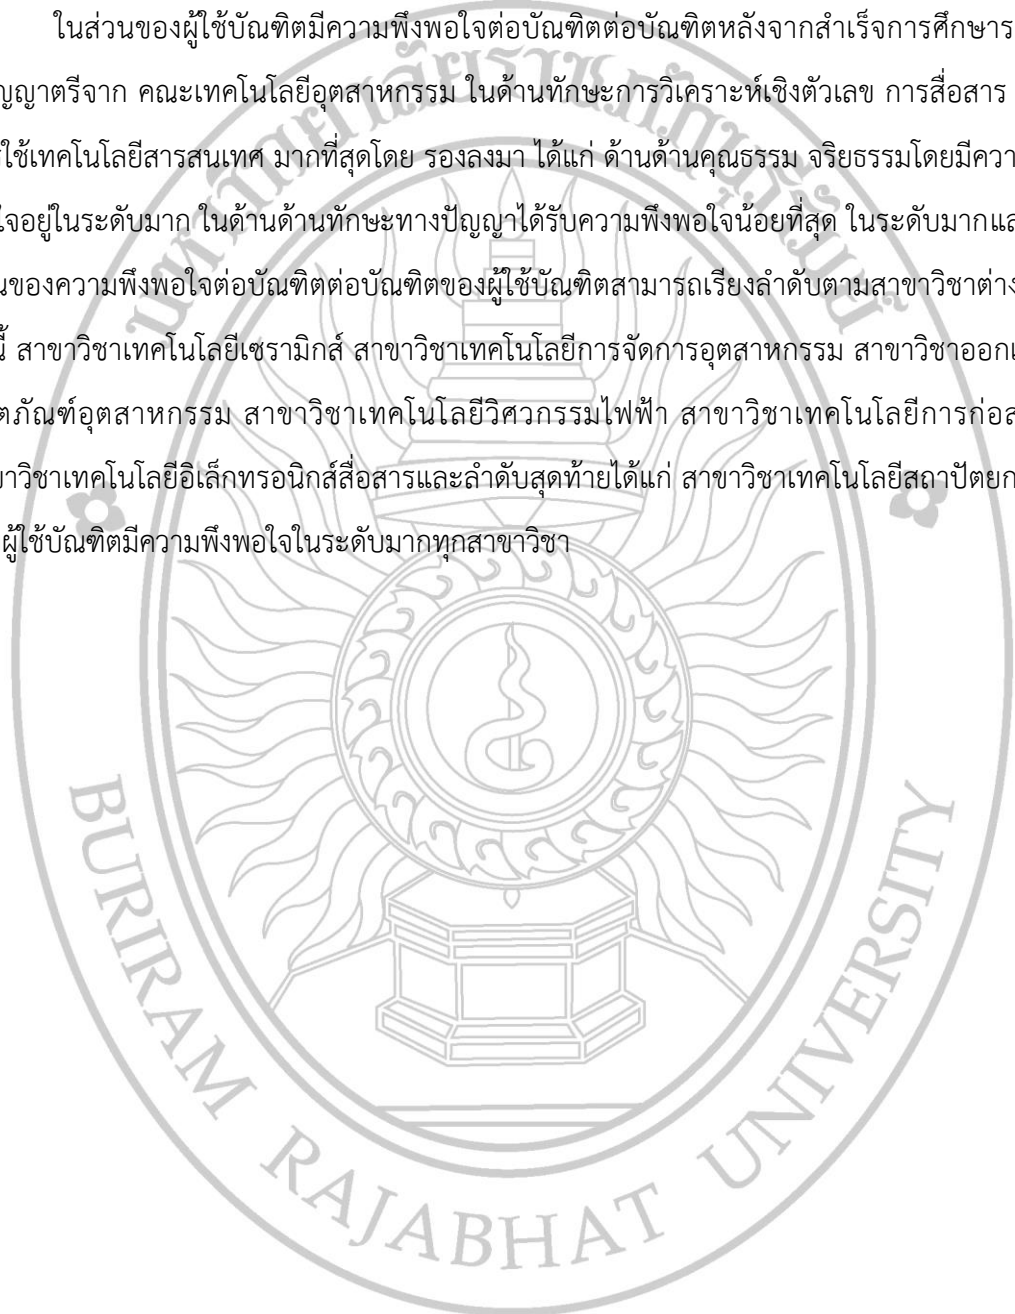 ในส่วนของผู้ใช้บัณฑิตมีความพึงพอใจต่อบัณฑิตต่อบัณฑิตหลังจากสำเร็จการศึกษาร
ญญาตรีจาก คณะเทคโนโลยีอุตสาหกรรม ในด้านทักษะการวิเคราะห์เชิงตัวเลข การสื่อสาร
ใช้เทคโนโลยีสารสนเทศ มากที่สุดโดย รองลงมา ได้แก่ ด้านด้านคุณธรรม จริยธรรมโดยมีควา
ใจอยู่ในระดับมาก ในด้านด้านทักษะทางปัญญาได้รับความพึงพอใจน้อยที่สุด ในระดับมากแล
นของความพึงพอใจต่อบัณฑิตต่อบัณฑิตของผู้ใช้บัณฑิตสามารถเรียงลำดับตามสาขาวิชาต่าง
นี้ สาขาวิชาเทคโนโลยีเซรามิกส์ สาขาวิชาเทคโนโลยีการจัดการอุตสาหกรรม สาขาวิชาออกแ
ตภัณฑ์อุตสาหกรรม สาขาวิชาเทคโนโลยีวิศวกรรมไฟฟ้า สาขาวิชาเทคโนโลยีการก่อส
าวิชาเทคโนโลยีอิเล็กทรอนิกส์สื่อสารและลำดับสุดท้ายได้แก่ สาขาวิชาเทคโนโลยีสถาปัตยก
ผู้ใช้บัณฑิตมีความพึงพอใจในระดับมากทุกสาขาวิชา
มหาวิทยาลัยราชภัฏบุรีรัมย์
BURIRAM RAJABHAT UNIVERSITY